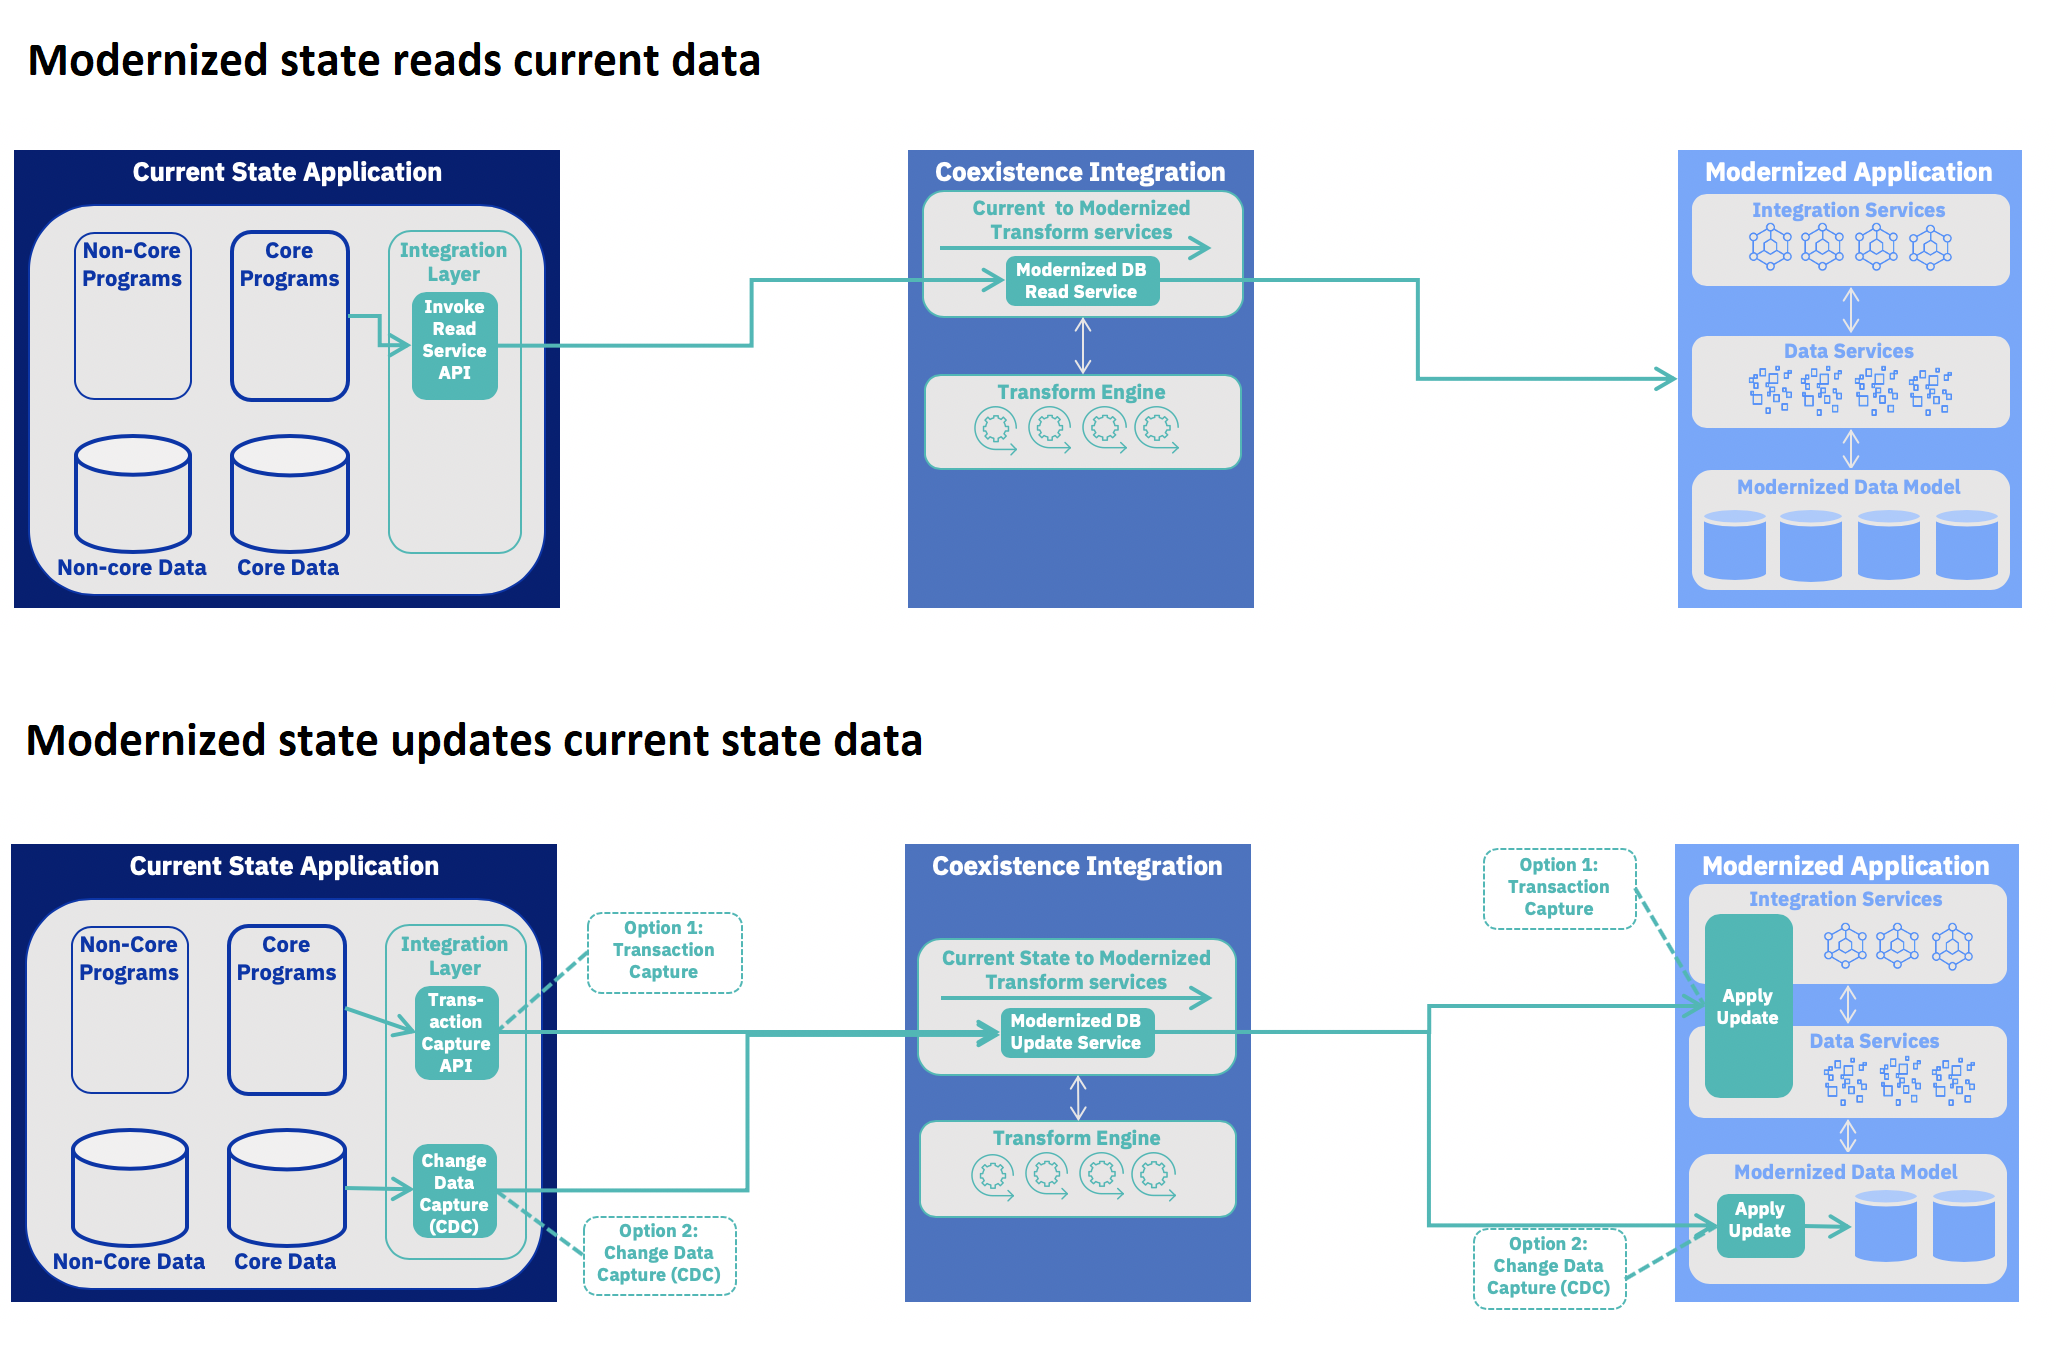 Modernized state reads current data
Current State Application
Non-Core
Programs
Core
Programs
Integration
Layer
Invoke
Read
Service
API
Non-core Data
Core Data
Coexistence Integration
Current to Modernized
Transform services
Modernized DB
Read Service
Transform Engine
Modernized Application
Integration Services
Data Services
Modernized Data Model
Modernized state updates current state data
Current State Application
Non-Core
Programs
Core
Programs
Integration
Layer
Trans-
action
Capture
API
Change
Data
Capture
(CDC)
Non-Core Data
Core Data
Option 1:
Transaction
Capture
Option 2:
Change Data
Capture (CDC)
Coexistence Integration
Current State to Modernized
Transform services
Modernized DB
Update Service
Transform Engine
Option 1:
Transaction
Capture
Option 2:
Change Data
Capture (CDC)
Modernized Application
Integration Services
Apply
Update
Data Services
Modernized Data Model
Apply
Update